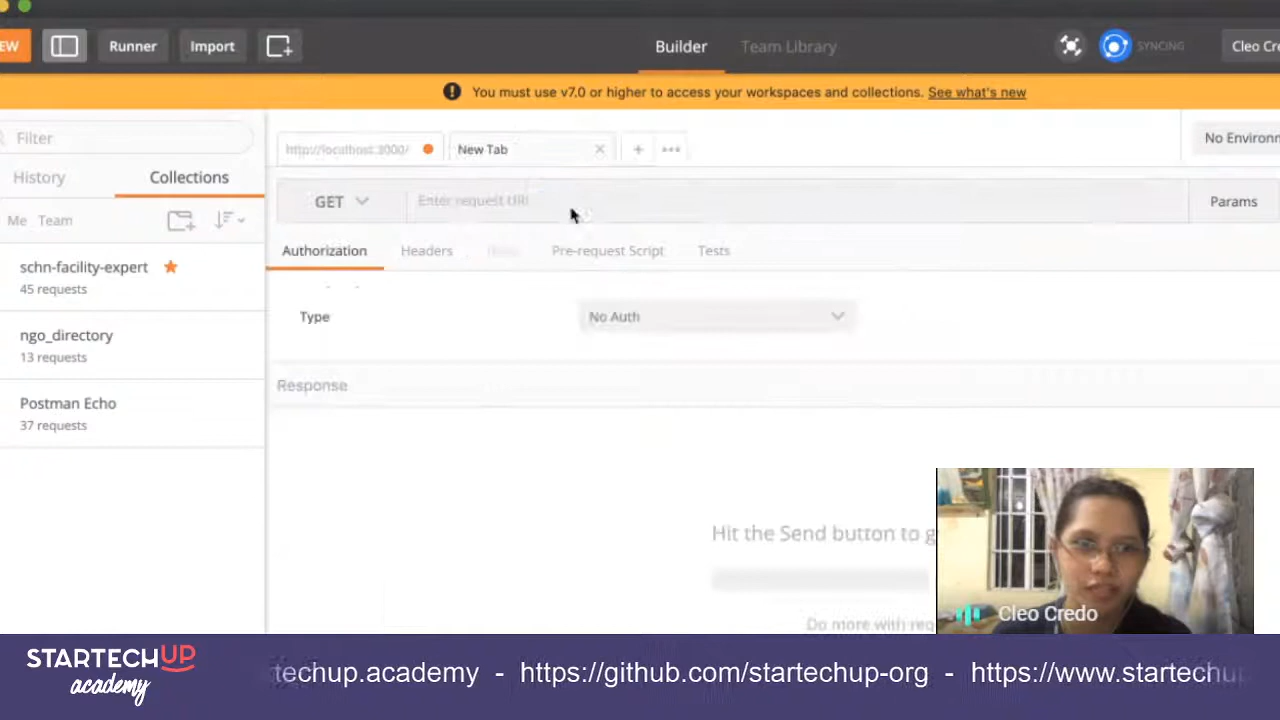 EW
Runner
Import
Builder
Team Library
SYNCING
Cleo Cre
You must use v7.0 or higher to access your workspaces and collections. See what's new
Filter
http://localhost:3000/
New Tab
No Environm
History
Collections
GET
Enter request URL
Params
Me Team
Authorization
Headers
Pre-request Script
Tests
schn-facility-expert
45 requests
Type
No Auth
ngo_directory
13 requests
Response
Postman Echo
37 requests
Hit the Send button to g
Do more with req
Cleo Credo
STARTECHUP
academy
techup.academy - https://github.com/startechup-org - https://www.startechu